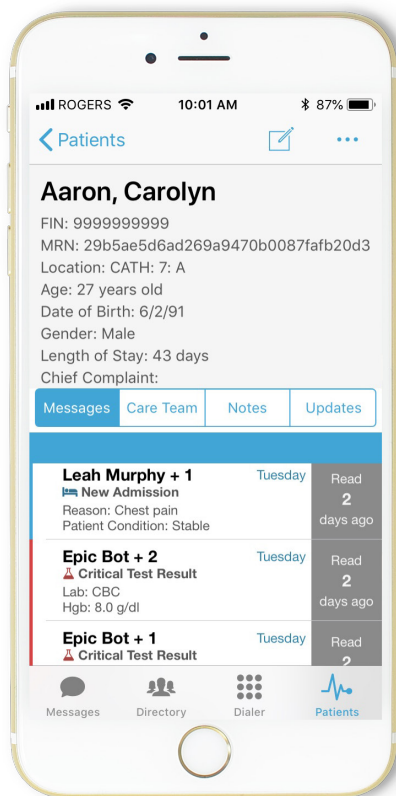 ROGERS 10:01 AM 87%
Patients
Aaron, Carolyn
FIN: 9999999999
MRN: 29b5ae5d6ad269a9470b0087fafb20d3
Location: CATH: 7: A
Age: 27 years old
Date of Birth: 6/2/91
Gender: Male
Length of Stay: 43 days
Chief Complaint:
Messages Care Team Notes Updates
Leah Murphy + 1 Tuesday Read
New Admission 2
Reason: Chest pain days ago
Patient Condition: Stable
Epic Bot + 2 Tuesday Read
Critical Test Result 2
Lab: CBC days ago
Hgb: 8.0 g/dl
Epic Bot + 1 Tuesday Read
Critical Test Result 2
Messages Directory Dialer Patients